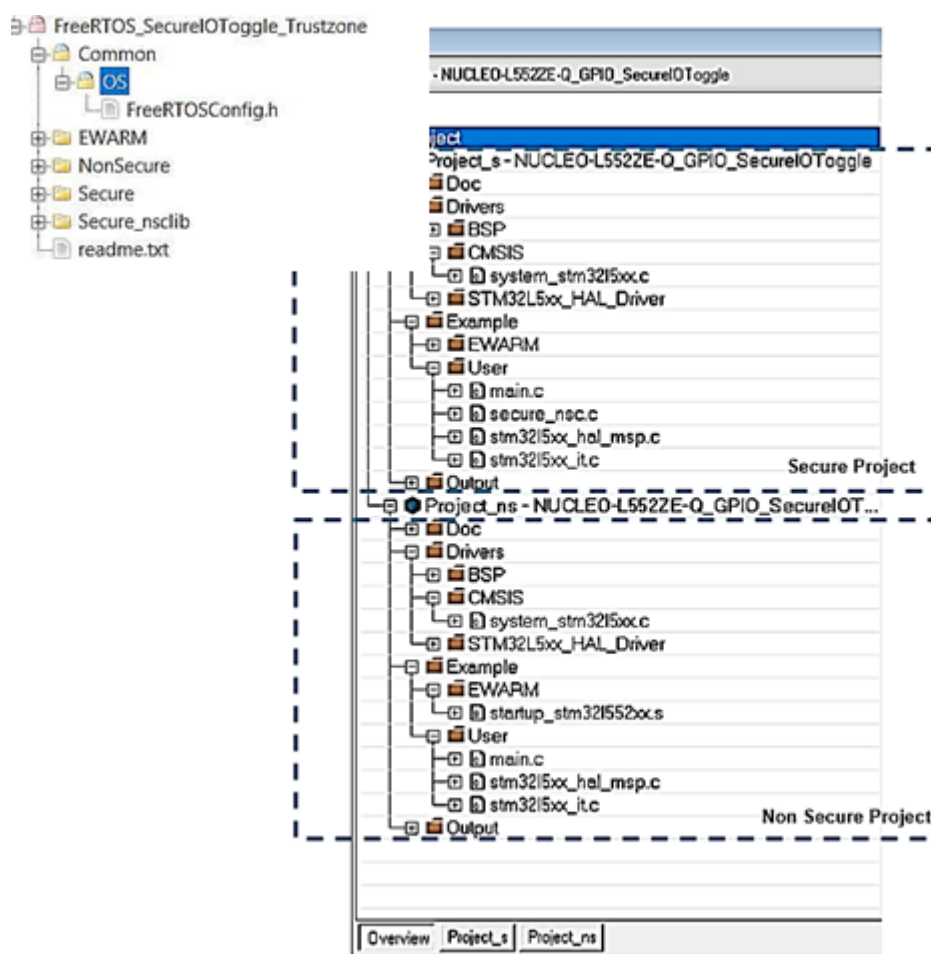 FreeRTOS_SecureIOToggle_Trustzone
Common
OS
FreeRTOSConfig.h
EWARM
NonSecure
Secure
Secure_nsclib
readme.txt
- NUCLEO-L552ZE-Q_GPIO_SecureIOToggle
ject
Project_s - NUCLEO-L552ZE-Q_GPIO_SecureIOToggle
Doc
Drivers
BSP
CMSIS
system_stm32l5xx.c
STM32L5xx_HAL_Driver
Example
EWARM
User
main.c
secure_nsc.c
stm32l5xx_hal_msp.c
stm32l5xx_it.c
Secure Project
Output
Project_ns - NUCLEO-L552ZE-Q_GPIO_SecureIOT...
Doc
Drivers
BSP
CMSIS
system_stm32l5xx.c
STM32L5xx_HAL_Driver
Example
EWARM
startup_stm32l552xx.s
User
main.c
stm32l5xx_hal_msp.c
stm32l5xx_it.c
Non Secure Project
Output
Overview Project_s Project_ns